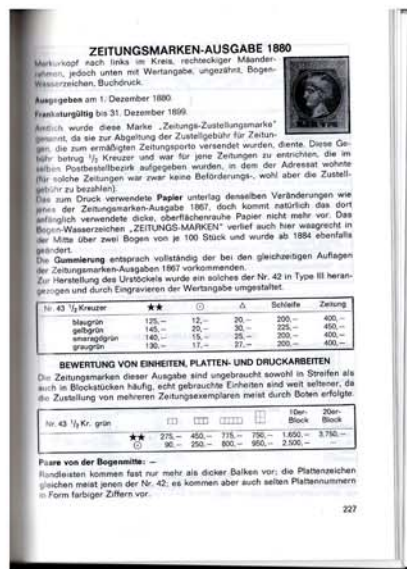 ZEITUNGSMARKEN-AUSGABE 1880
Merkurkopf nach links im Kreis, rechteckiger Mäander-
rahmen, jedoch unten mit Wertangabe, ungezähnt, Bogen-
Wasserzeichen, Buchdruck.
Ausgegeben am 1. Dezember 1880
Frankaturgültig bis 31. Dezember 1899.
Amtlich wurde diese Marke „Zeitungs-Zustellungsmarke"
genannt, da sie zur Abgeltung der Zustellgebühr für Zeitun-
gen, die zum ermäßigten Zeitungsporto versendet wurden, diente. Diese Ge-
bühr betrug 1/2 Kreuzer und war für jene Zeitungen zu entrichten, die im
selben Postbestellbezirk aufgegeben wurden, in dem der Adressat wohnte
(für solche Zeitungen war zwar keine Beförderungs-, wohl aber die Zustell-
gebühr zu bezahlen).
Das zum Druck verwendete Papier unterlag denselben Veränderungen wie
jenes der Zeitungsmarken-Ausgabe 1867, doch kommt natürlich das dort
anfänglich verwendete dicke, oberflächenrauhe Papier nicht mehr vor. Das
Bogen-Wasserzeichen „ZEITUNGS-MARKEN" verlief auch hier waagrecht in
der Mitte über zwei Bogen von je 100 Stück und wurde ab 1884 ebenfalls
geändert.
Die Gummierung entsprach vollständig der bei den gleichzeitigen Auflagen
der Zeitungsmarken-Ausgaben 1867 vorkommenden.
Zur Herstellung des Urstöckels wurde ein solches der Nr. 42 in Type III heran-
gezogen und durch Eingravieren der Wertangabe umgestaltet.
Nr. 43 1/2 Kreuzer ★★ ⊙ △ Schleife Zeitung
blaugrün 125,– 12,– 20,– 200,– 400,–
gelbgrün 145,– 20,– 30,– 225,– 450,–
smaragdgrün 140,– 15,– 25,– 200,– 400,–
graugrün 130,– 17,– 27,– 200,– 400,–
BEWERTUNG VON EINHEITEN, PLATTEN- UND DRUCKARBEITEN
Die Zeitungsmarken dieser Ausgabe sind ungebraucht sowohl in Streifen als
auch in Blockstücken häufig, echt gebrauchte Einheiten sind weit seltener, da
die Zustellung von mehreren Zeitungsexemplaren meist durch Boten erfolgte.
Nr. 43 1/2 Kr. grün 10er-Block 20er-Block
★★ 275,– 450,– 775,– 750,– 1.650,– 3.750,–
⊙ 90,– 250,– 800,– 950,– 2.500,– –
Paare von der Bogenmitte: –
Randleisten kommen fast nur mehr als dicker Balken vor; die Plattenzeichen
gleichen meist jenen der Nr. 42; es kommen aber auch selten Plattennummern
in Form farbiger Ziffern vor.
227